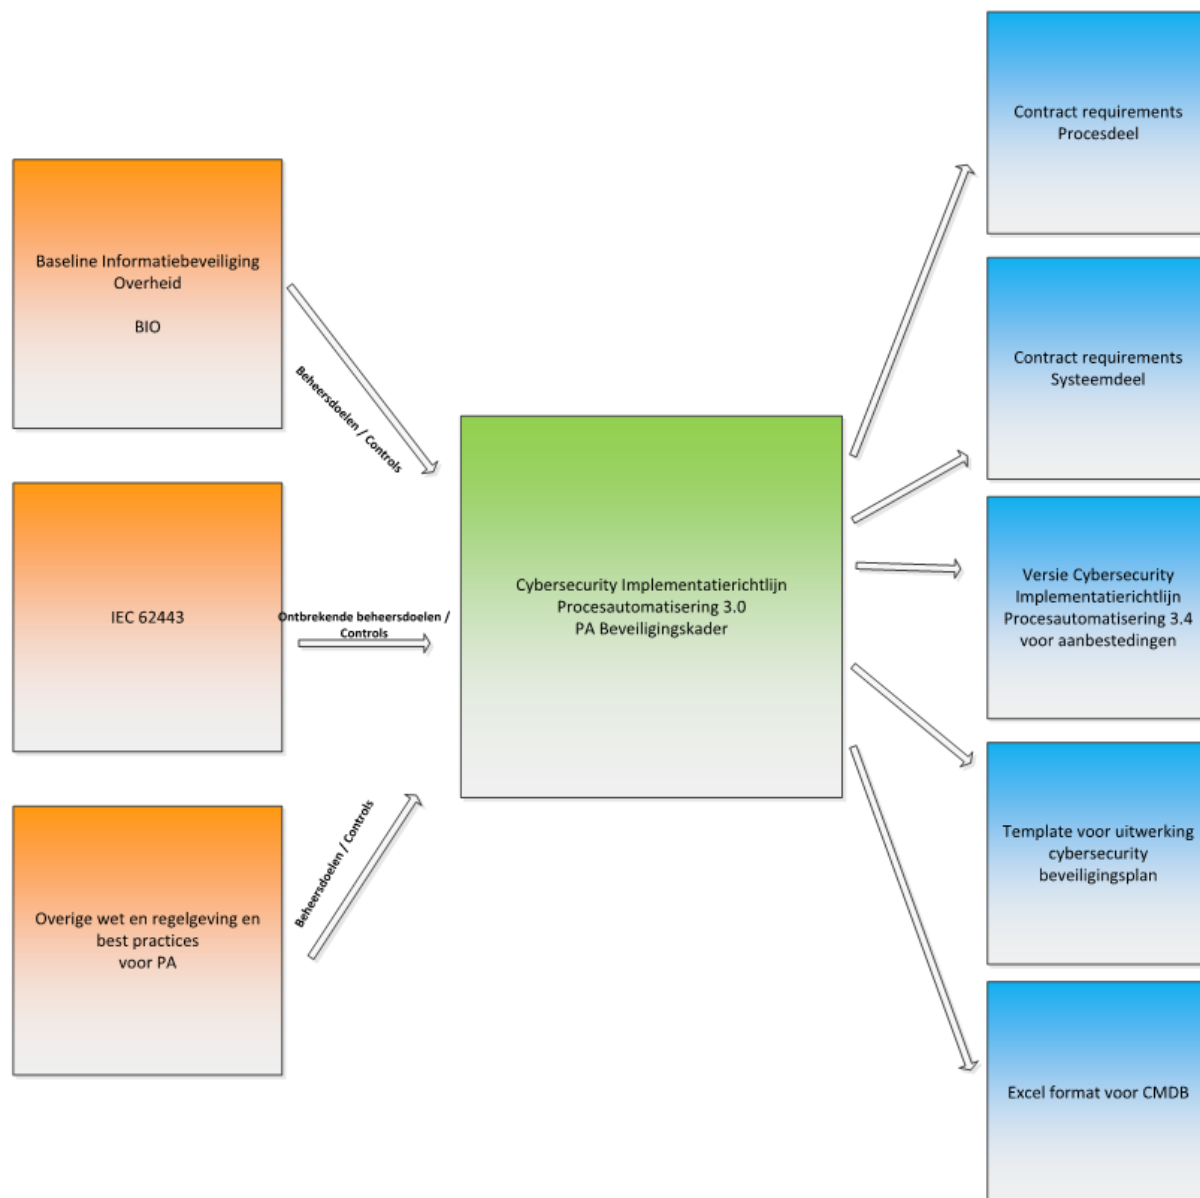 Baseline Informatiebeveiliging
Overheid
BIO
Beheersdoelen / Controls
IEC 62443
Ontbrekende beheersdoelen /
Controls
Overige wet en regelgeving en
best practices
voor PA
Beheersdoelen / Controls
Cybersecurity Implementatierichtlijn
Procesautomatisering 3.0
PA Beveiligingskader
Contract requirements
Procesdeel
Contract requirements
Systeemdeel
Versie Cybersecurity
Implementatierichtlijn
Procesautomatisering 3.4
voor aanbestedingen
Template voor uitwerking
cybersecurity
beveiligingsplan
Excel format voor CMDB